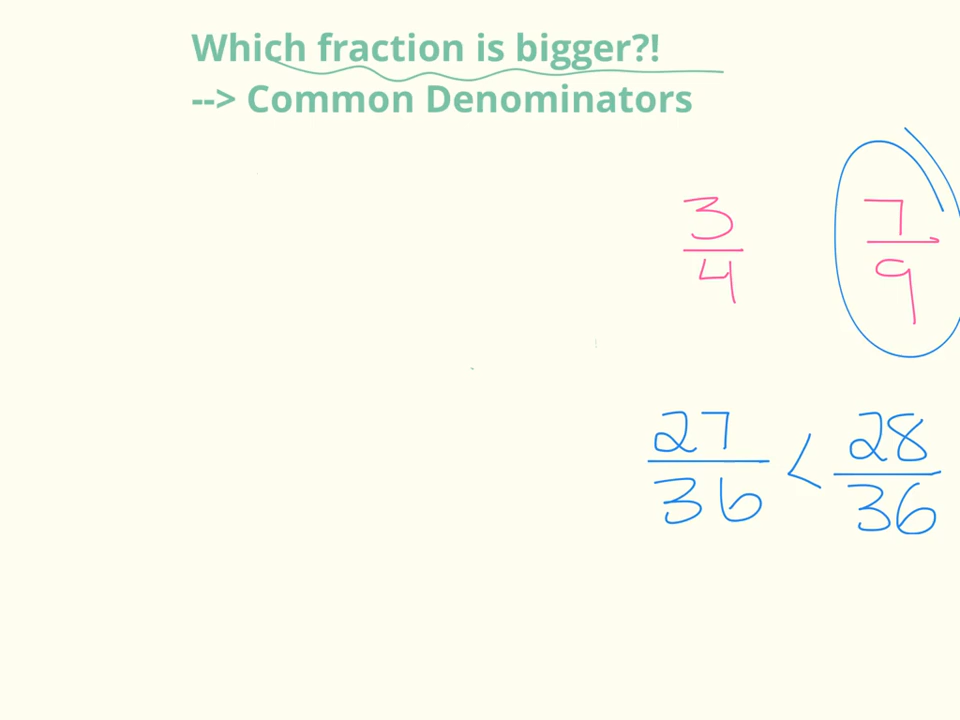 Which fraction is bigger?!
--> Common Denominators
3/4 7/9
27/36 < 28/36